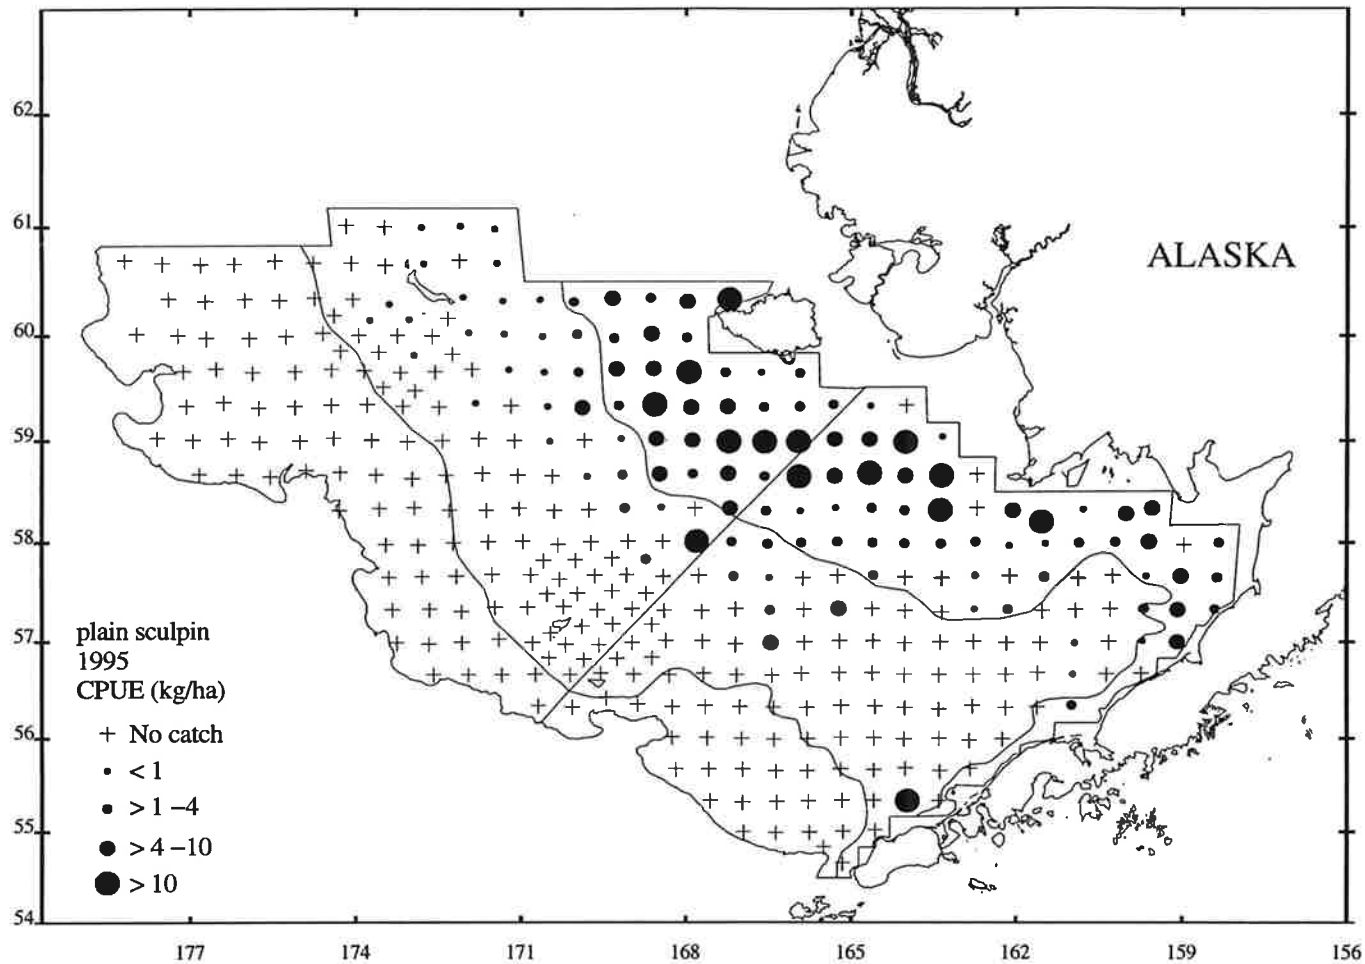 62
61
60
59
58
57
56
55
54
ALASKA
plain sculpin
1995
CPUE (kg/ha)
+ No catch
< 1
> 1 –4
> 4 –10
> 10
177 174 171 168 165 162 159 156